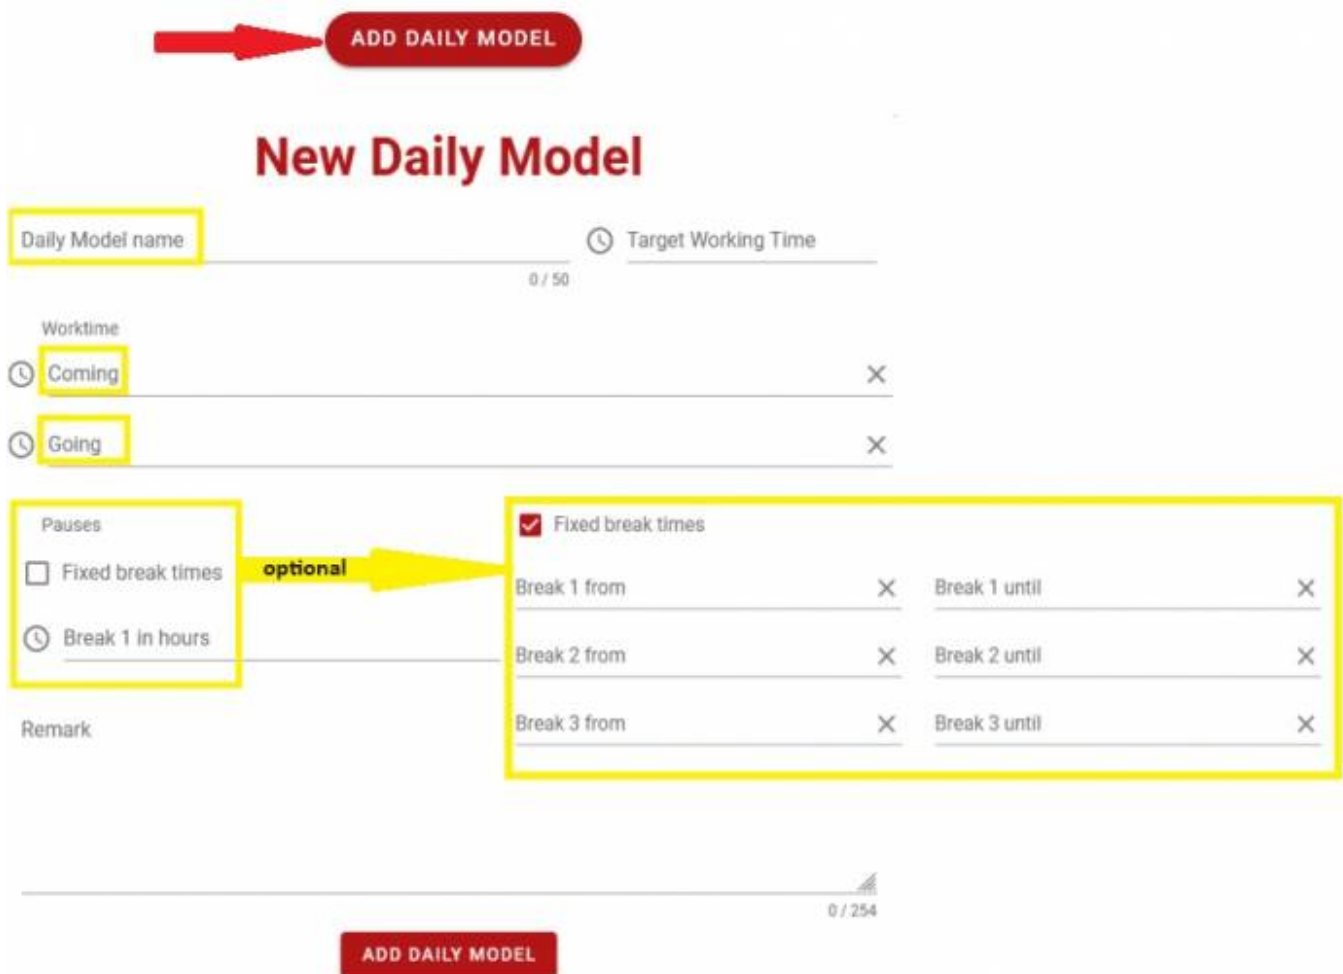 ADD DAILY MODEL
New Daily Model
Daily Model name
Target Working Time
0 / 50
Worktime
Coming
Going
Pauses
Fixed break times
Break 1 in hours
optional
Fixed break times
Break 1 from
Break 1 until
Break 2 from
Break 2 until
Break 3 from
Break 3 until
Remark
0 / 254
ADD DAILY MODEL